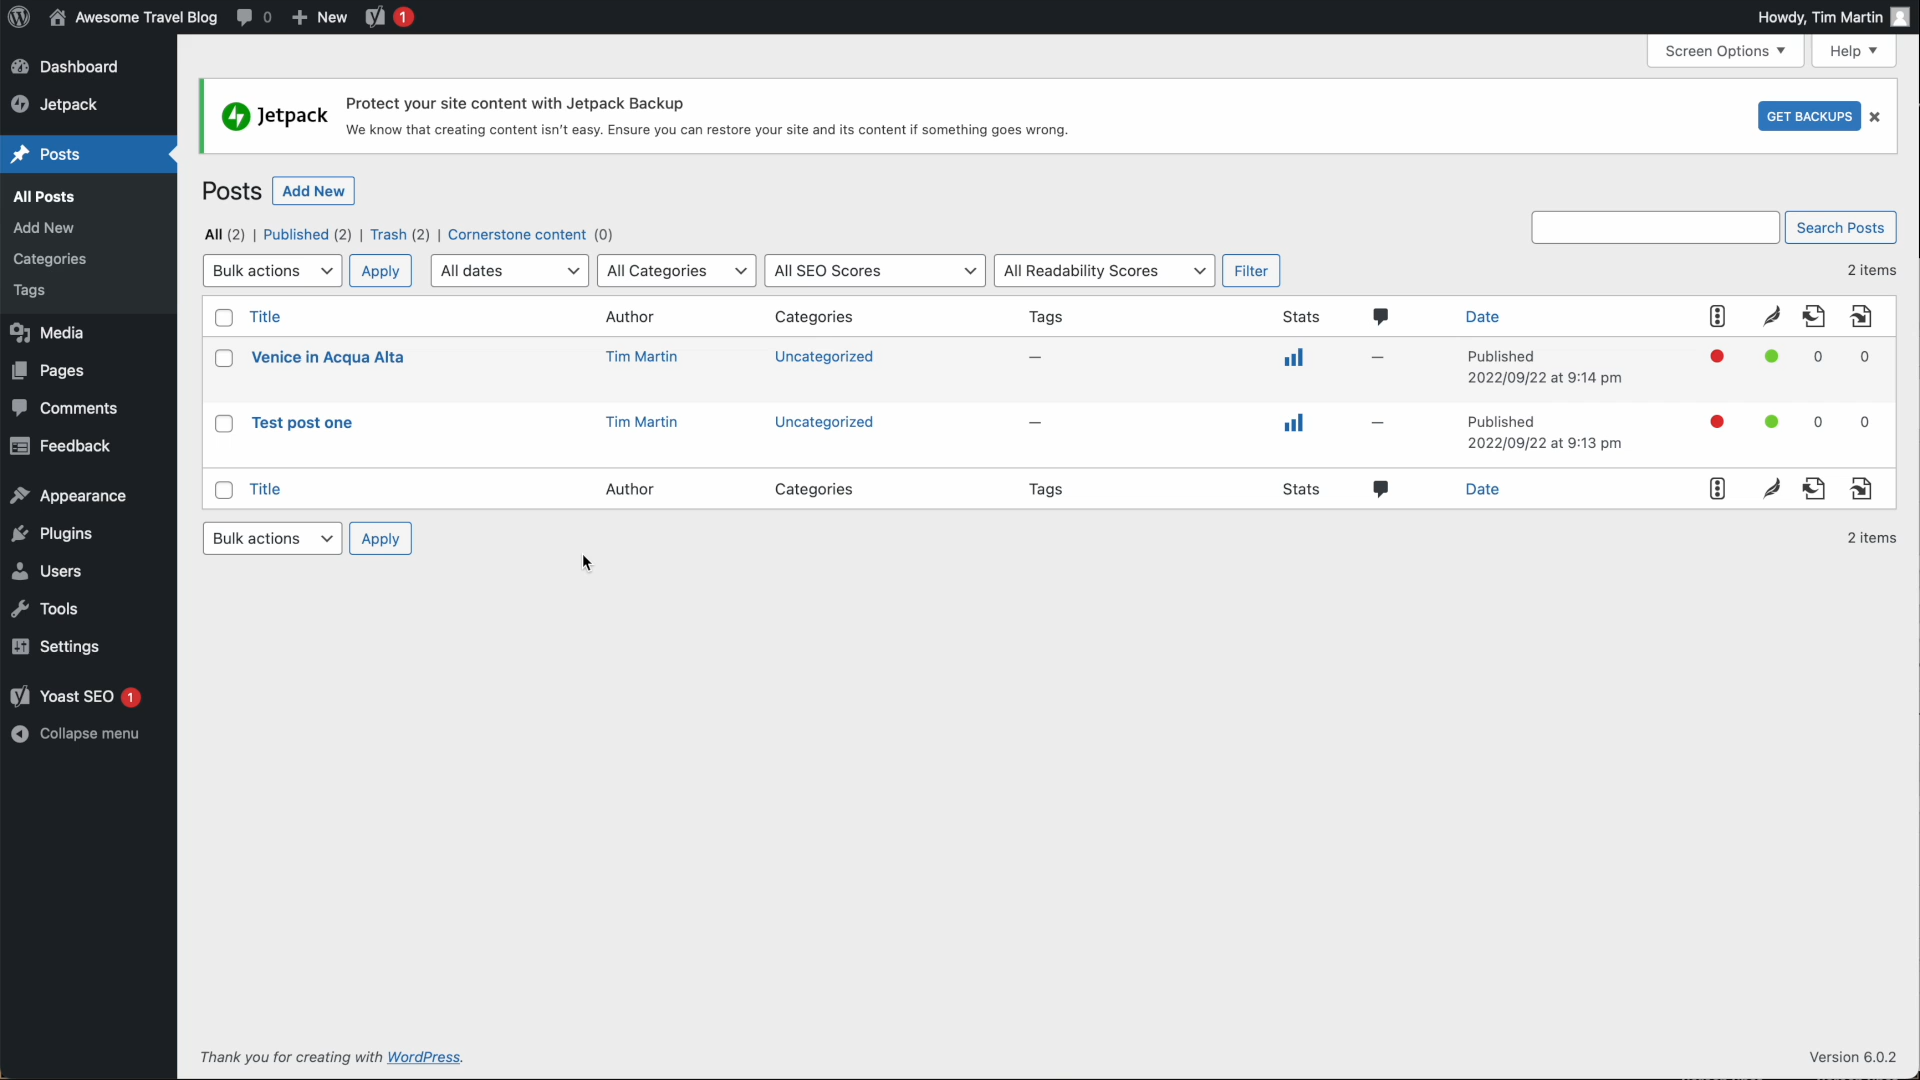 Awesome Travel Blog 0 New 1 Howdy, Tim Martin
Screen Options Help
Dashboard
Jetpack
Posts
All Posts
Add New
Categories
Tags
Media
Pages
Comments
Feedback
Appearance
Plugins
Users
Tools
Settings
Yoast SEO 1
Collapse menu
Jetpack
Protect your site content with Jetpack Backup
We know that creating content isn't easy. Ensure you can restore your site and its content if something goes wrong.
GET BACKUPS
Posts Add New
All (2) | Published (2) | Trash (2) | Cornerstone content (0)
Search Posts
Bulk actions Apply All dates All Categories All SEO Scores All Readability Scores Filter 2 items
Title Author Categories Tags Stats Date
Venice in Acqua Alta Tim Martin Uncategorized — — Published 0 0
2022/09/22 at 9:14 pm
Test post one Tim Martin Uncategorized — — Published 0 0
2022/09/22 at 9:13 pm
Title Author Categories Tags Stats Date
Bulk actions Apply 2 items
Thank you for creating with WordPress. Version 6.0.2